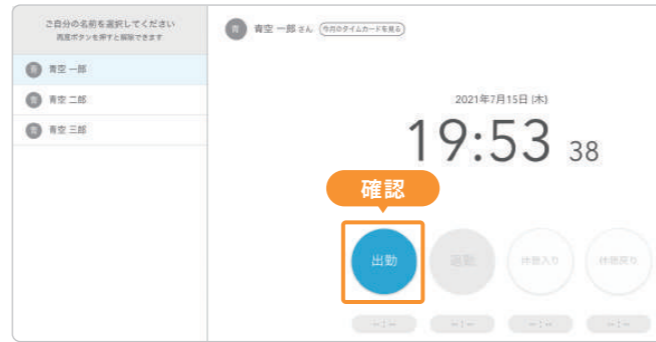 ご自分の名前を選択してください
再度ボタンを押すと解除できます
青 青空 一郎
青 青空 二郎
青 青空 三郎
青 青空 一郎 さん 今月のタイムカードを見る
2021年7月15日 (木)
19:53 38
確認
出勤 退勤 休憩入り 休憩戻り
--:-- --:-- --:-- --:--